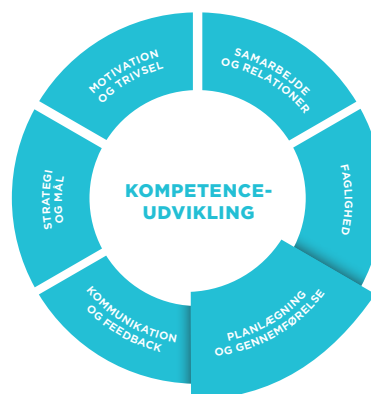 MOTIVATION
OG TRIVSEL
SAMARBEJDE
OG RELATIONER
STRATEGI
OG MÅL
KOMPETENCE-
UDVIKLING
FAGLIGHED
KOMMUNIKATION
OG FEEDBACK
PLANLÆGNING
OG GENNEMFØRELSE